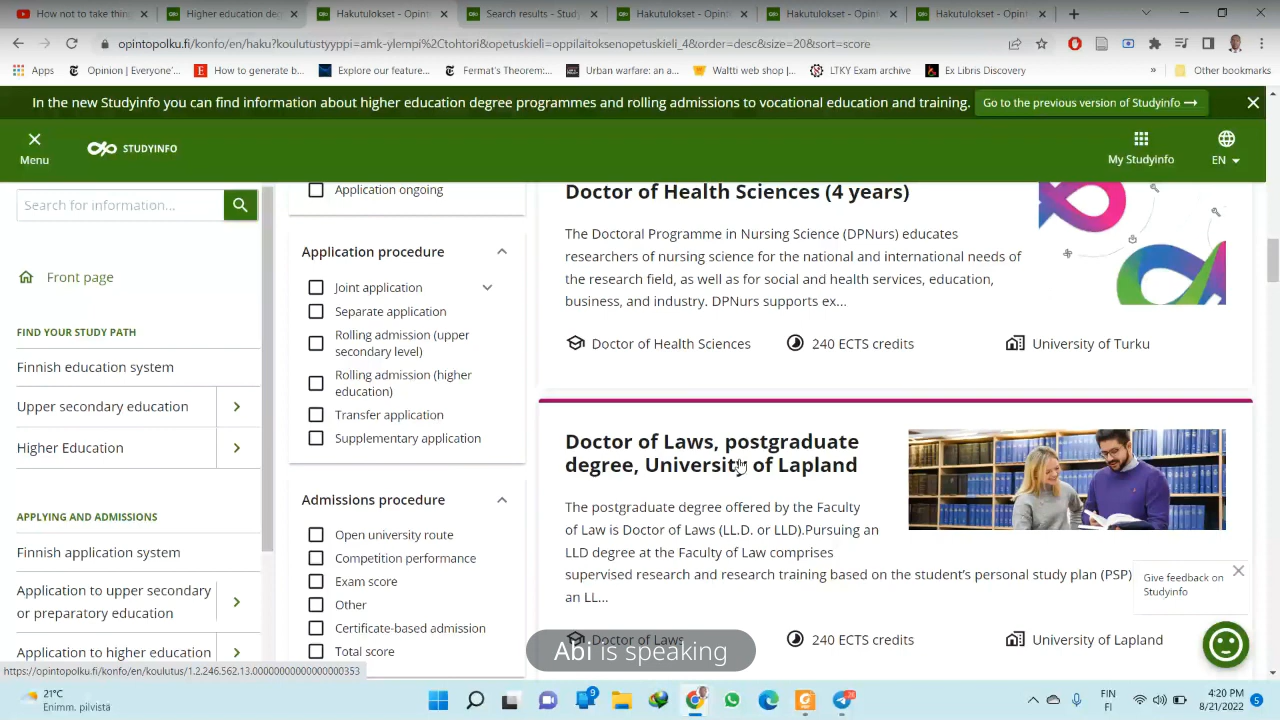 How to not take thing:
Higher education deg
Hakutulokset - Opint
Search results - Study
Hakutulokset - Opint
Hakutulokset - Opint
Hakutulokset - Opint
opintopolku.fi/konfo/en/haku?koulutustyyppi=amk-ylempi%2Ctohtori&opetuskieli=oppilaitoksenopetuskieli_4&order=desc&size=20&sort=score
Apps
Opinion | Everyone'...
How to generate b...
Explore our feature...
Fermat's Theorem:...
Urban warfare: an a...
Waltti web shop |...
LTKY Exam archive
Ex Libris Discovery
»
Other bookmarks
In the new Studyinfo you can find information about higher education degree programmes and rolling admissions to vocational education and training.
Go to the previous version of Studyinfo →
Menu
STUDYINFO
My Studyinfo
EN
Search for information...
Front page
FIND YOUR STUDY PATH
Finnish education system
Upper secondary education
Higher Education
APPLYING AND ADMISSIONS
Finnish application system
Application to upper secondary
or preparatory education
Application to higher education
Application ongoing
Application procedure
Joint application
Separate application
Rolling admission (upper
secondary level)
Rolling admission (higher
education)
Transfer application
Supplementary application
Admissions procedure
Open university route
Competition performance
Exam score
Other
Certificate-based admission
Total score
Doctor of Health Sciences (4 years)
The Doctoral Programme in Nursing Science (DPNurs) educates
researchers of nursing science for the national and international needs of
the research field, as well as for social and health services, education,
business, and industry. DPNurs supports ex...
Doctor of Health Sciences
240 ECTS credits
University of Turku
Doctor of Laws, postgraduate
degree, University of Lapland
The postgraduate degree offered by the Faculty
of Law is Doctor of Laws (LL.D. or LLD).Pursuing an
LLD degree at the Faculty of Law comprises
supervised research and research training based on the student's personal study plan (PSP)
an LL...
Doctor of Laws
240 ECTS credits
University of Lapland
Give feedback on
Studyinfo
Abi is speaking
https://opintopolku.fi/konfo/en/koulutus/1.2.246.562.13.00000000000000000353
21°C
Enimm. pilvistä
9
FIN
FI
4:20 PM
8/21/2022
5